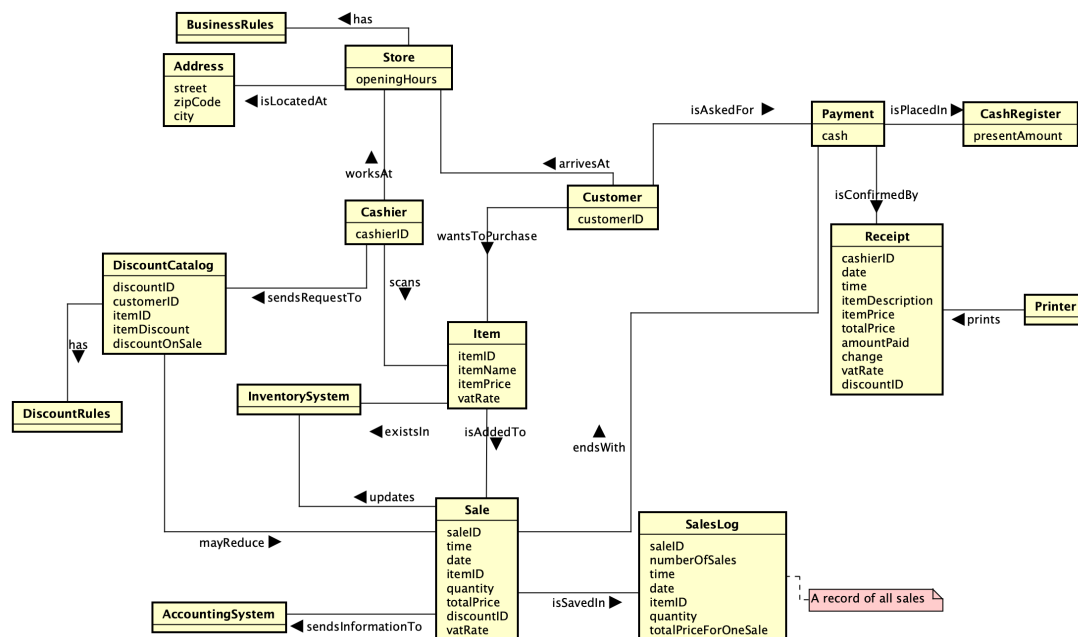 BusinessRules
has
Store
openingHours
Address
street
zipCode
city
isLocatedAt
isAskedFor
Payment
cash
isPlacedIn
CashRegister
presentAmount
worksAt
arrivesAt
Customer
customerID
isConfirmedBy
Cashier
cashierID
wantsToPurchase
Receipt
cashierID
date
time
itemDescription
itemPrice
totalPrice
amountPaid
change
vatRate
discountID
DiscountCatalog
discountID
customerID
itemID
itemDiscount
discountOnSale
sendsRequestTo
scans
prints
Printer
has
Item
itemID
itemName
itemPrice
vatRate
DiscountRules
InventorySystem
existsIn
isAddedTo
endsWith
updates
mayReduce
Sale
saleID
time
date
itemID
quantity
totalPrice
discountID
vatRate
SalesLog
saleID
numberOfSales
time
date
itemID
quantity
totalPriceForOneSale
isSavedIn
A record of all sales
AccountingSystem
sendsInformationTo